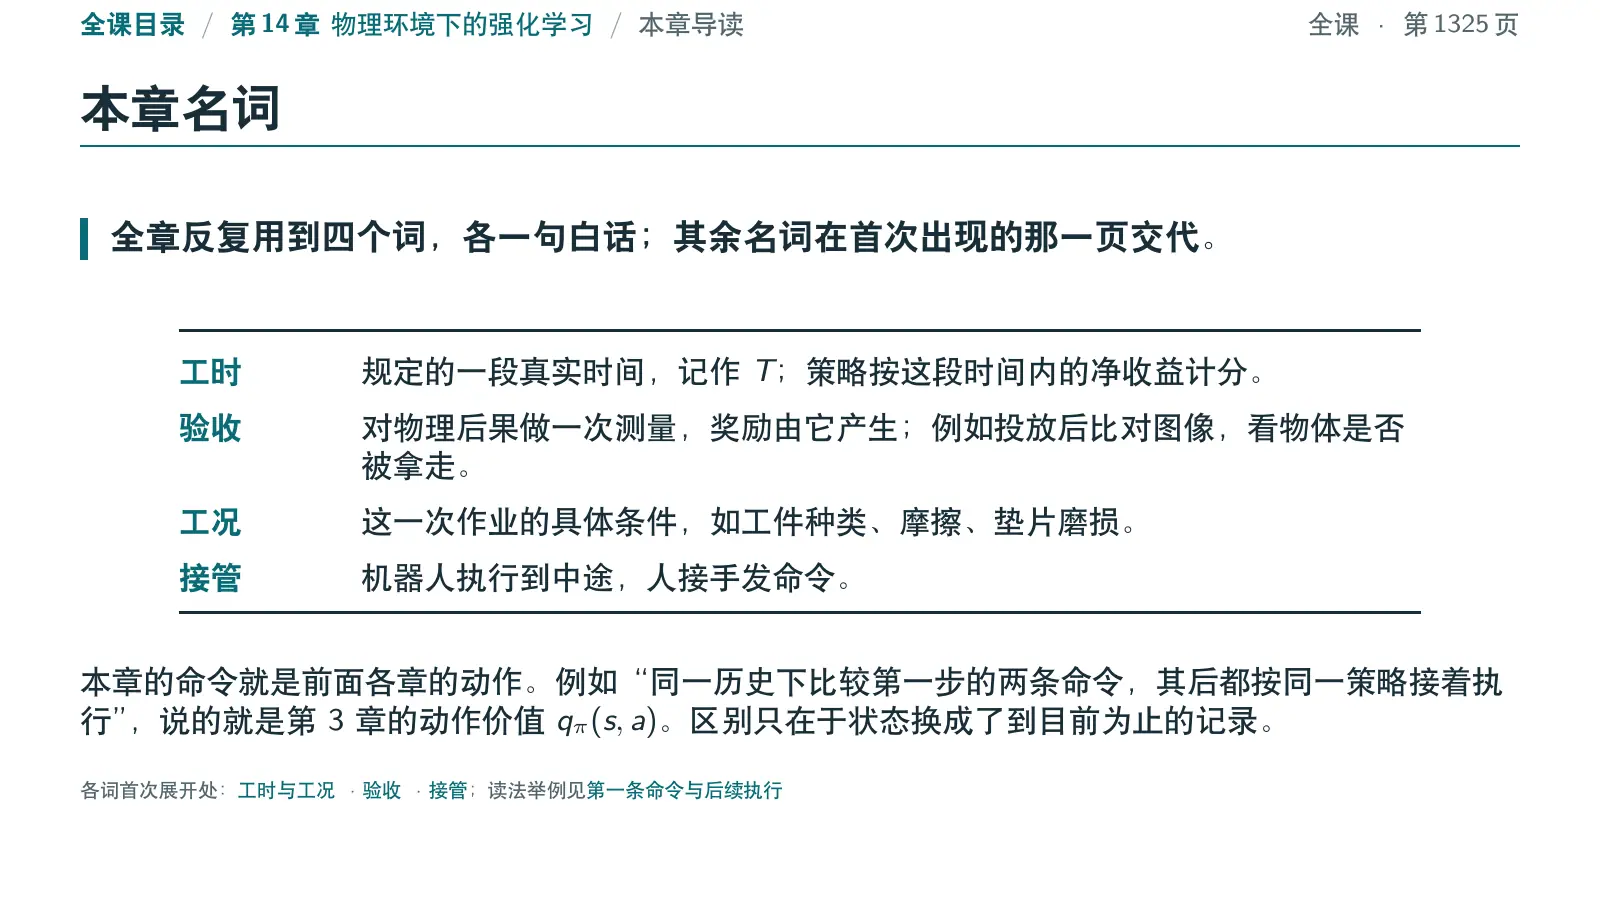 全课目录 / 第 14 章 物理环境下的强化学习 / 本章导读
全课 · 第 1325 页
本章名词
全章反复用到四个词，各一句白话；其余名词在首次出现的那一页交代。
工时 规定的一段真实时间，记作 T；策略按这段时间内的净收益计分。
验收 对物理后果做一次测量，奖励由它产生；例如投放后比对图像，看物体是否
被拿走。
工况 这一次作业的具体条件，如工件种类、摩擦、垫片磨损。
接管 机器人执行到中途，人接手发命令。
本章的命令就是前面各章的动作。例如“同一历史下比较第一步的两条命令，其后都按同一策略接着执
行”，说的就是第 3 章的动作价值 qπ(s, a)。区别只在于状态换成了到目前为止的记录。
各词首次展开处：工时与工况 · 验收 · 接管；读法举例见第一条命令与后续执行